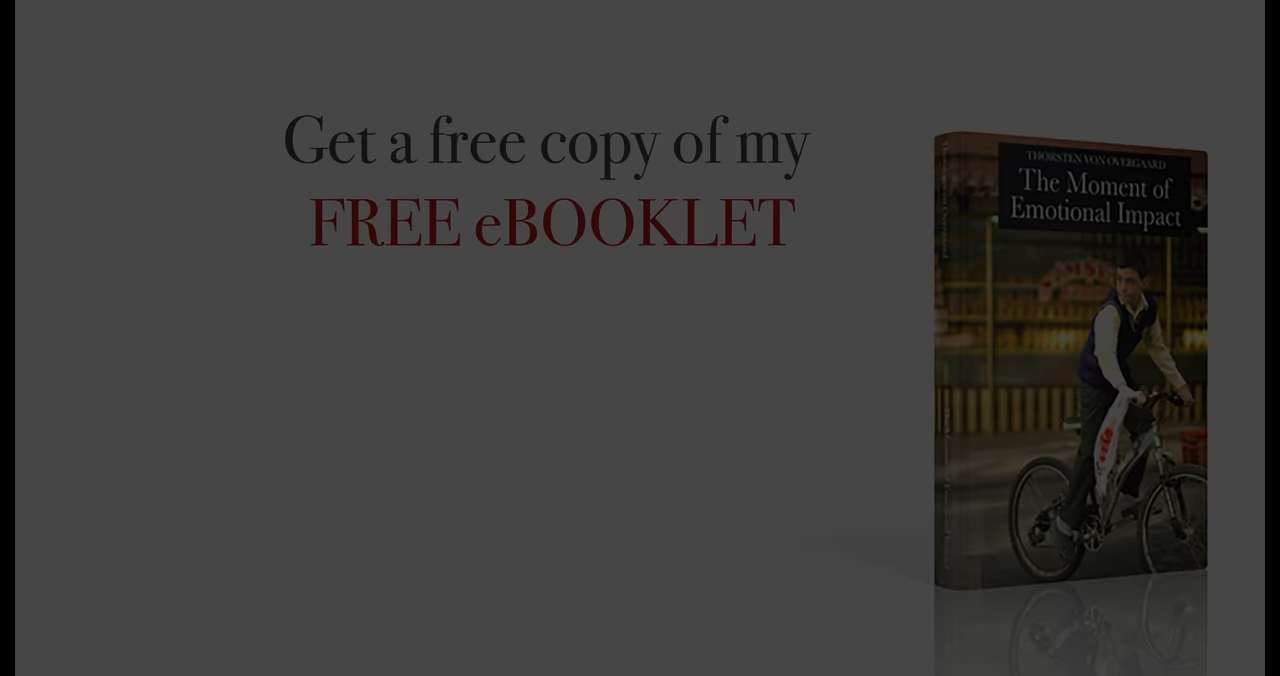 Get a free copy of my
FREE eBOOKLET
THORSTEN VON OVERGAARD
The Moment of
Emotional Impact